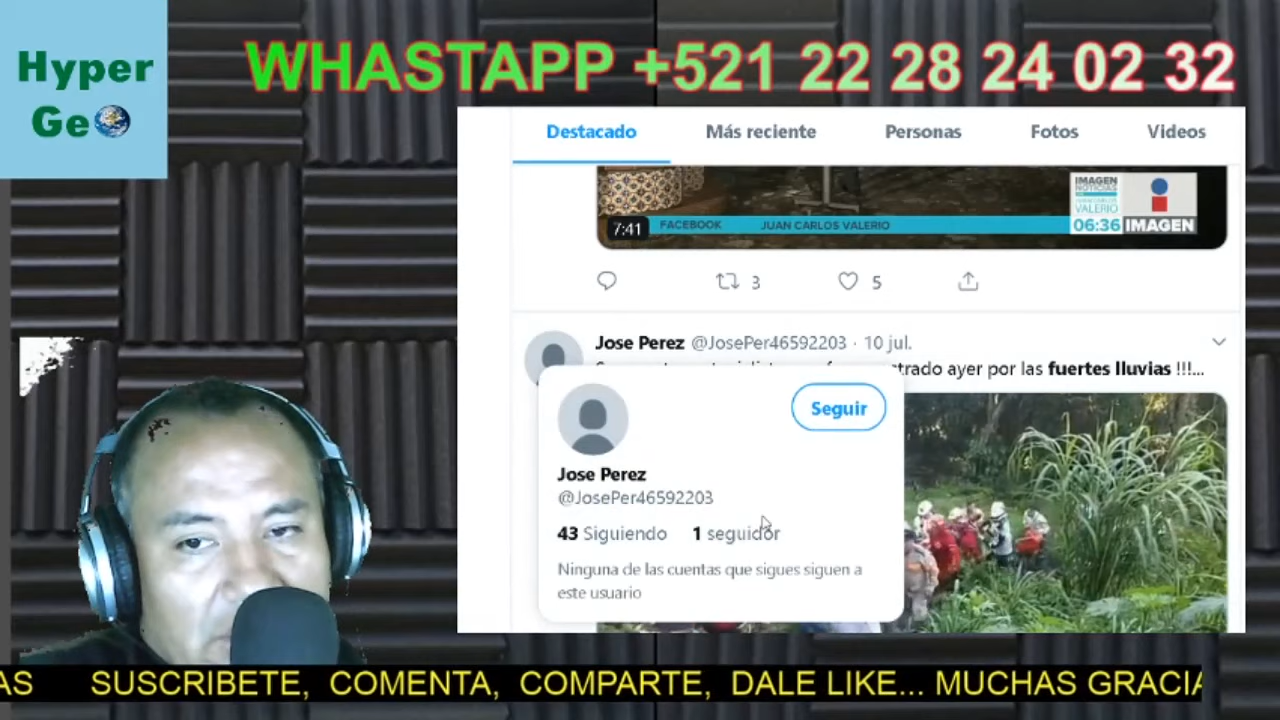 Hyper
Ge
WHASTAPP +521 22 28 24 02 32
Destacado Más reciente Personas Fotos Videos
IMAGEN
NOTICIAS
VALERIO
7:41 FACEBOOK JUAN CARLOS VALERIO 06:36 IMAGEN
3 5
Jose Perez @JosePer46592203 · 10 jul.
ayer por las fuertes lluvias !!!...
Seguir
Jose Perez
@JosePer46592203
43 Siguiendo 1 seguidor
Ninguna de las cuentas que sigues siguen a
este usuario
AS SUSCRIBETE, COMENTA, COMPARTE, DALE LIKE... MUCHAS GRACIA